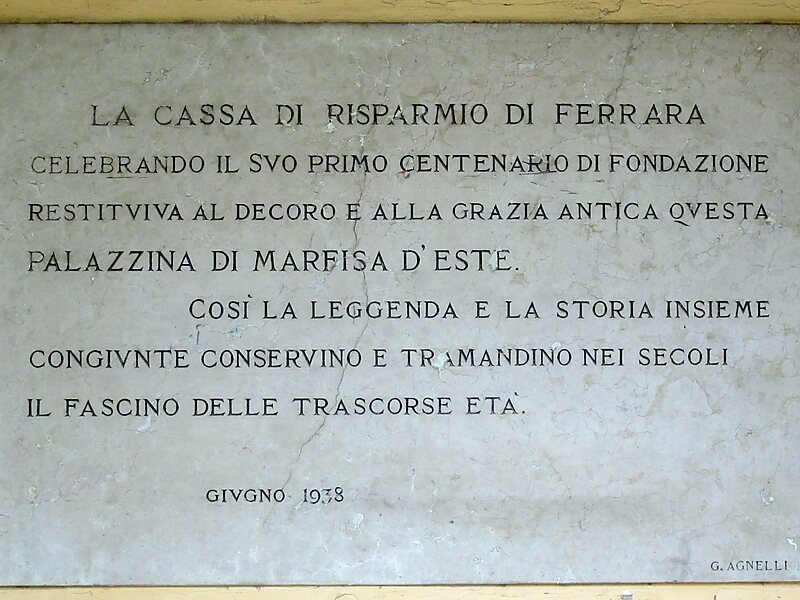 LA CASSA DI RISPARMIO DI FERRARA
CELEBRANDO IL SVO PRIMO CENTENARIO DI FONDAZIONE
RESTITVIVA AL DECORO E ALLA GRAZIA ANTICA QVESTA
PALAZZINA DI MARFISA D'ESTE.
COSÌ LA LEGGENDA E LA STORIA INSIEME
CONGIVNTE CONSERVINO E TRAMANDINO NEI SECOLI
IL FASCINO DELLE TRASCORSE ETÀ.
GIVGNO 1938
G. AGNELLI